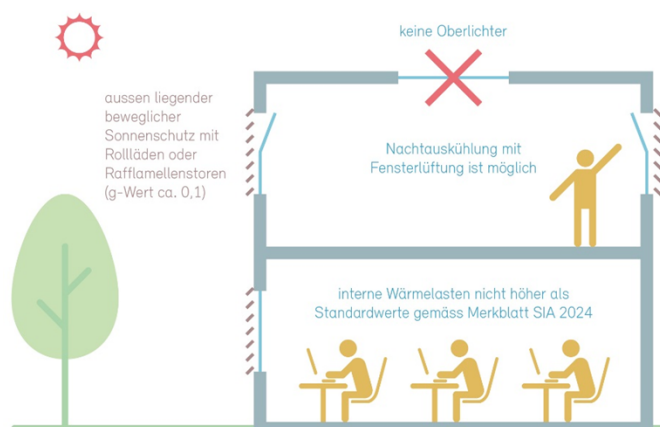 keine Oberlichter
aussen liegender
beweglicher
Sonnenschutz mit
Rollläden oder
Rafflamellenstoren
(g-Wert ca. 0,1)
Nachtauskühlung mit
Fensterlüftung ist möglich
interne Wärmelasten nicht höher als
Standardwerte gemäss Merkblatt SIA 2024